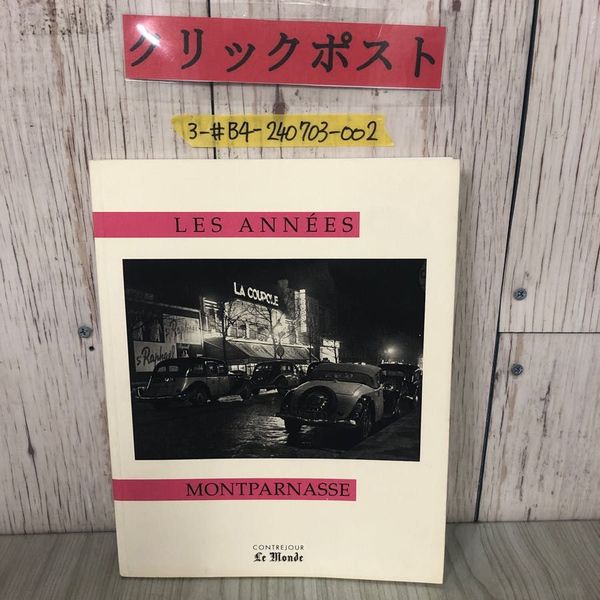 クリックポスト
3-#B4-240703-002
LES ANNÉES
LA COUPOLE
Raphaël
MONTPARNASSE
CONTREJOUR
Le Monde